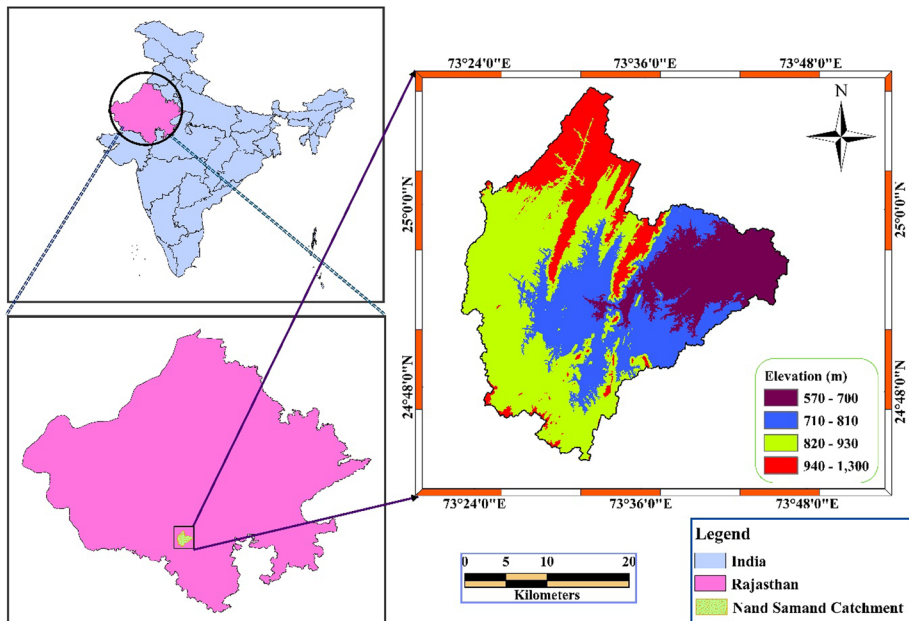 73°24'0"E
73°36'0"E
73°48'0"E
N
25°0'0"N
25°0'0"N
24°48'0"N
24°48'0"N
Elevation (m)
570 - 700
710 - 810
820 - 930
940 - 1,300
73°24'0"E
73°36'0"E
73°48'0"E
0 5 10 20
Kilometers
Legend
India
Rajasthan
Nand Samand Catchment